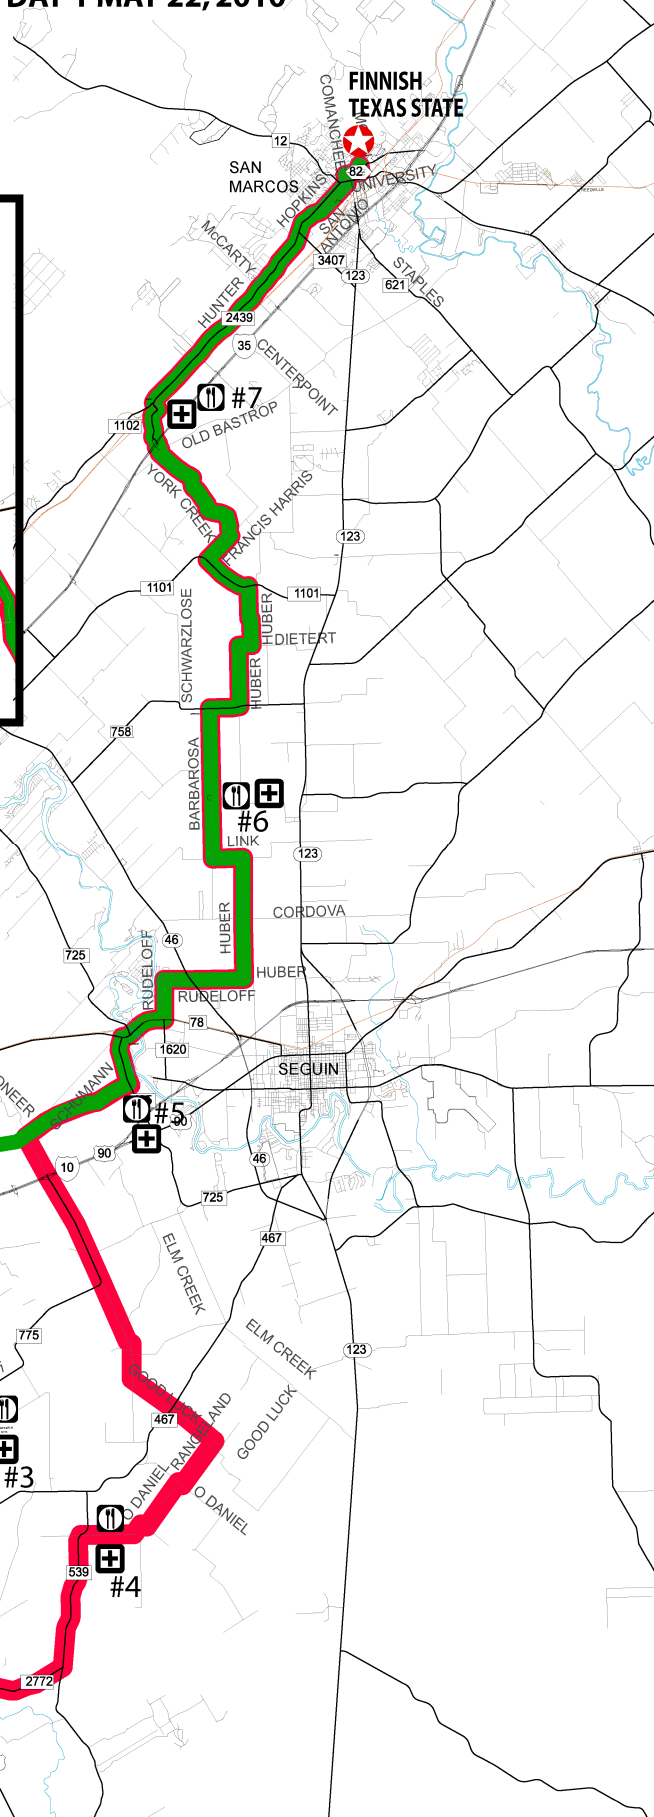 DAY 1 MAY 22, 2016
FINNISH
TEXAS STATE
COMANCHE
12
82
SAN
MARCOS
UNIVERSITY
HOPKINS
SAN
ANTONIO
McCARTY
3407
123
STAPLES
621
HUNTER
2439
35
CENTERPOINT
#7
1102
OLD BASTROP
YORK CREEK
FRANCIS HARRIS
123
1101
1101
SCHWARZLOSE
HUBER
DIETERT
HUBER
758
BARBAROSA
#6
LINK
123
HUBER
CORDOVA
46
725
RUDELOFF
HUBER
RUDELOFF
78
1620
SEGUIN
SCHUMANN
ONEER
#5
90
90
10
46
725
467
ELM CREEK
775
ELM CREEK
123
GOOD LUCK
467
RANGELAND
GOOD LUCK
#3
O DANIEL
O DANIEL
#4
539
2772